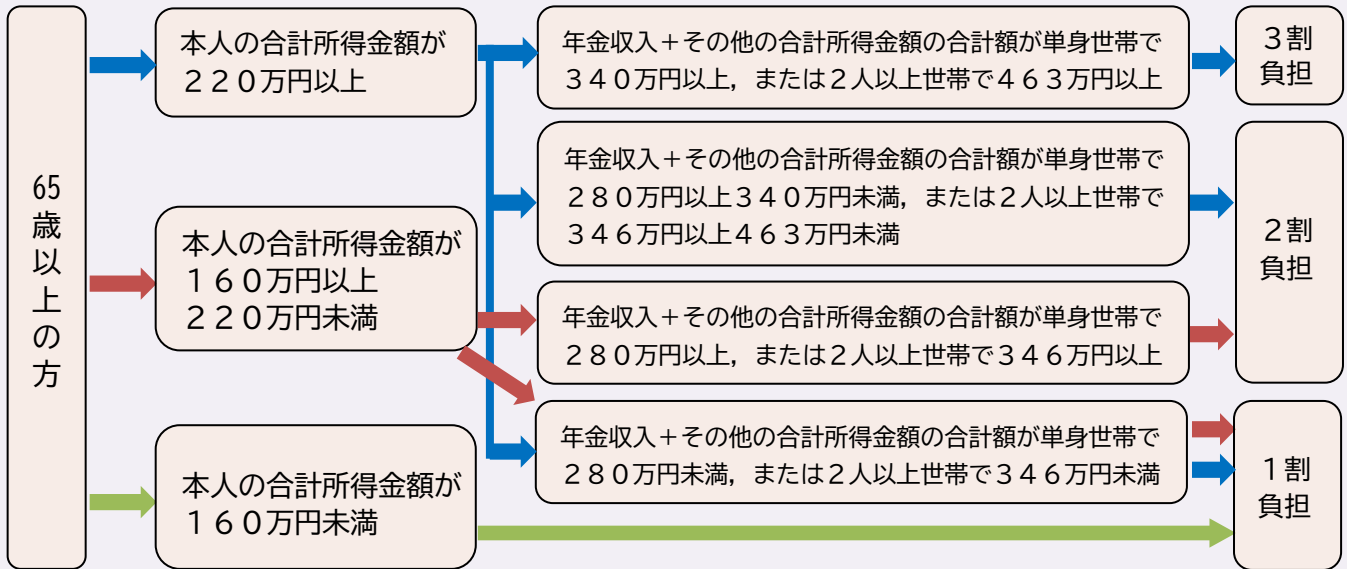 65歳以上の方
本人の合計所得金額が
２２０万円以上
年金収入＋その他の合計所得金額の合計額が単身世帯で
３４０万円以上，または２人以上世帯で４６３万円以上
３割
負担
年金収入＋その他の合計所得金額の合計額が単身世帯で
２８０万円以上３４０万円未満，または２人以上世帯で
３４６万円以上４６３万円未満
２割
負担
本人の合計所得金額が
１６０万円以上
２２０万円未満
年金収入＋その他の合計所得金額の合計額が単身世帯で
２８０万円以上，または２人以上世帯で３４６万円以上
年金収入＋その他の合計所得金額の合計額が単身世帯で
２８０万円未満，または２人以上世帯で３４６万円未満
１割
負担
本人の合計所得金額が
１６０万円未満